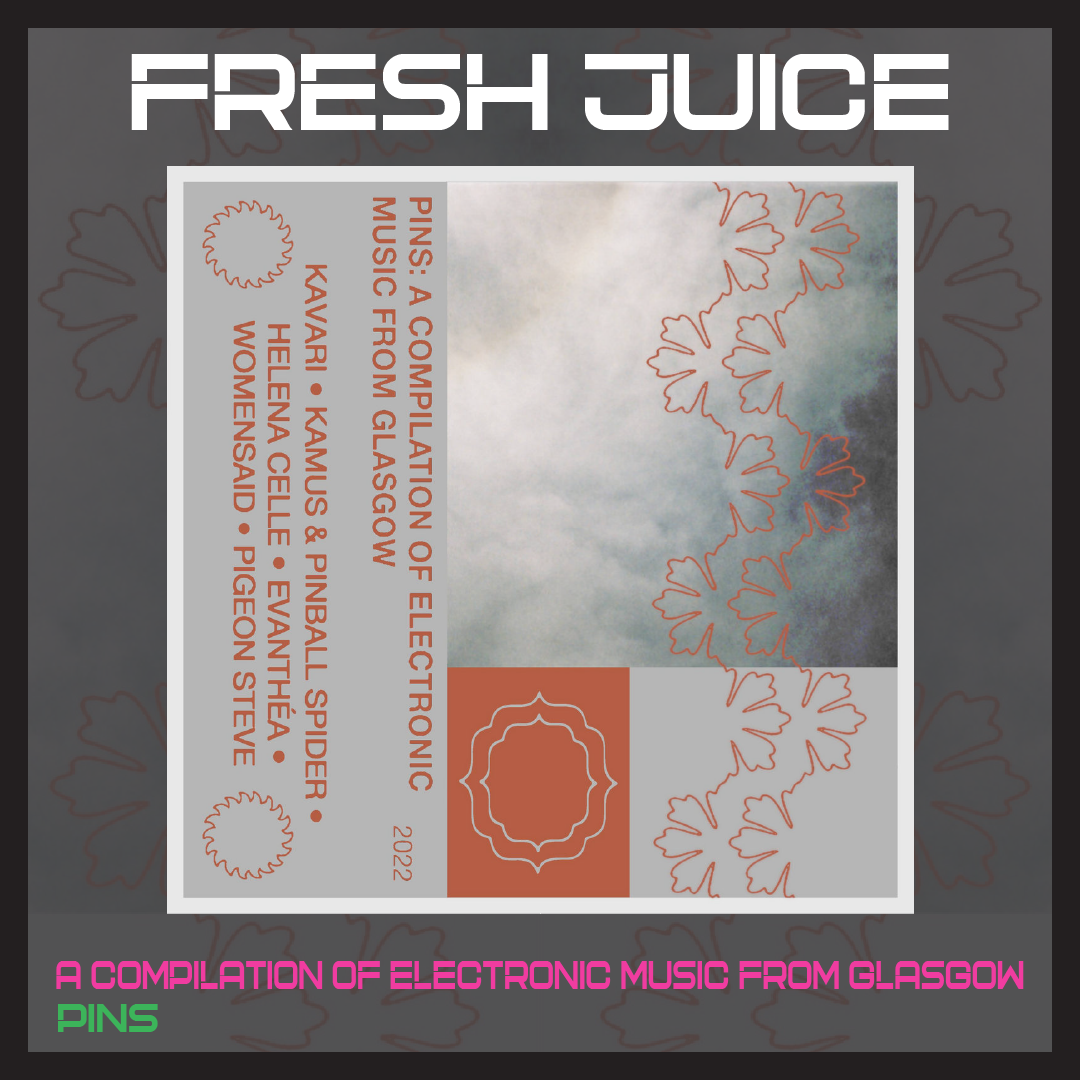 FRESH JUICE
PINS: A COMPILATION OF ELECTRONIC
MUSIC FROM GLASGOW
2022
KAVARI • KAMUS & PINBALL SPIDER •
HELENA CELLE • EVANTHÉA •
WOMENSAID • PIGEON STEVE
A COMPILATION OF ELECTRONIC MUSIC FROM GLASGOW
PINS